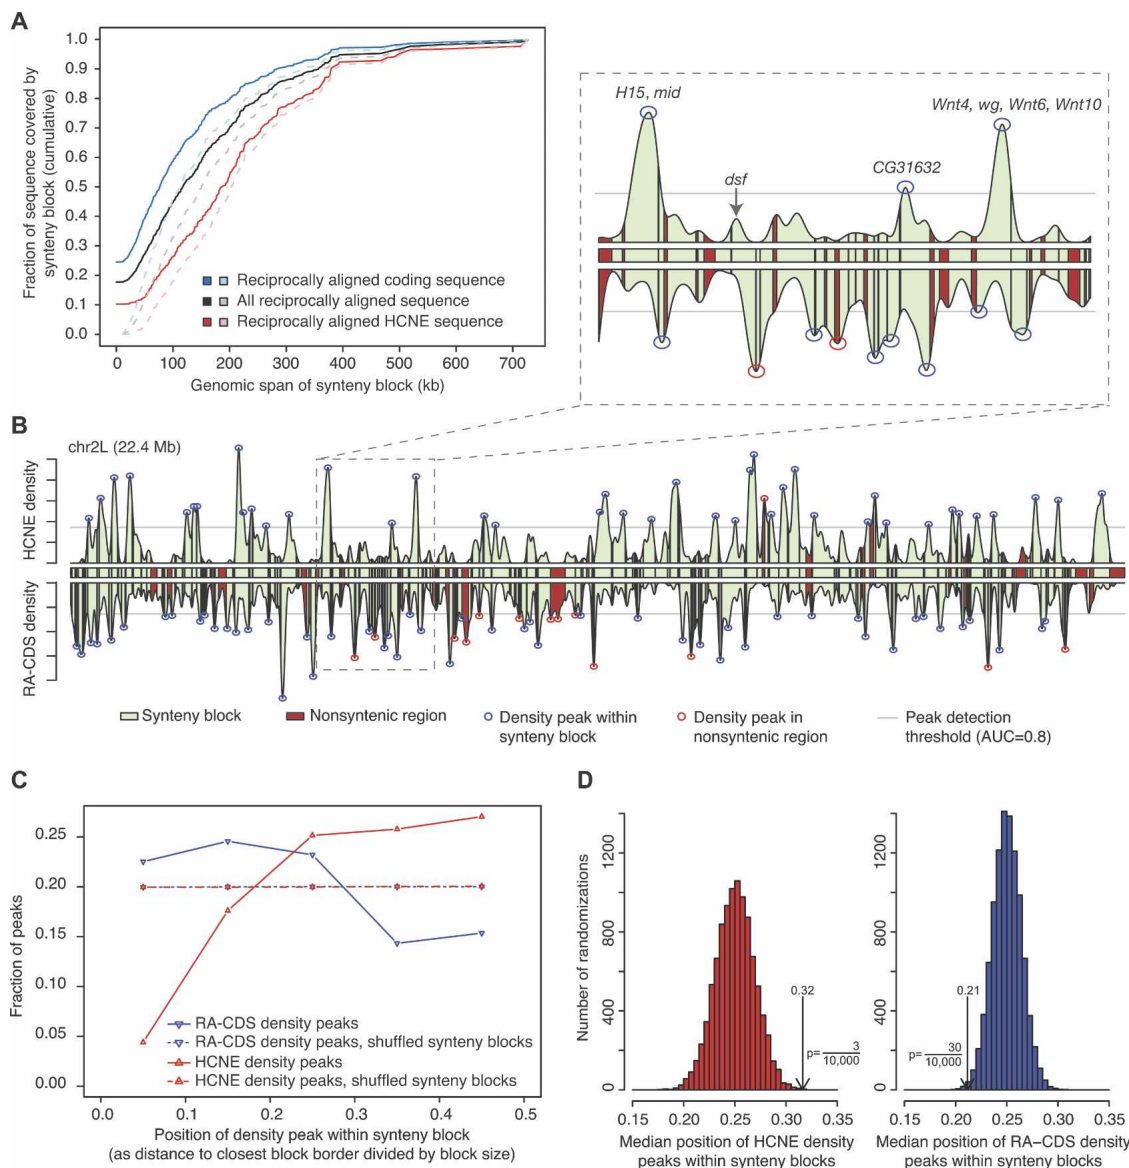 A
Fraction of sequence covered by
synteny block (cumulative)
1.0
0.9
0.8
0.7
0.6
0.5
0.4
0.3
0.2
0.1
0.0
Reciprocally aligned coding sequence
All reciprocally aligned sequence
Reciprocally aligned HCNE sequence
0 100 200 300 400 500 600 700
Genomic span of synteny block (kb)
H15, mid
Wnt4, wg, Wnt6, Wnt10
CG31632
dsf
B
chr2L (22.4 Mb)
HCNE density
RA-CDS density
Synteny block
Nonsyntenic region
Density peak within
synteny block
Density peak in
nonsyntenic region
Peak detection
threshold (AUC=0.8)
C
Fraction of peaks
0.25
0.20
0.15
0.10
0.05
0.00
RA-CDS density peaks
RA-CDS density peaks, shuffled synteny blocks
HCNE density peaks
HCNE density peaks, shuffled synteny blocks
0.0 0.1 0.2 0.3 0.4 0.5
Position of density peak within synteny block
(as distance to closest block border divided by block size)
D
Number of randomizations
1200
800
400
0
0.32
p= 3
10,000
0.15 0.20 0.25 0.30 0.35
Median position of HCNE density
peaks within synteny blocks
1200
800
400
0
0.21
p= 30
10,000
0.15 0.20 0.25 0.30 0.35
Median position of RA–CDS density
peaks within synteny blocks